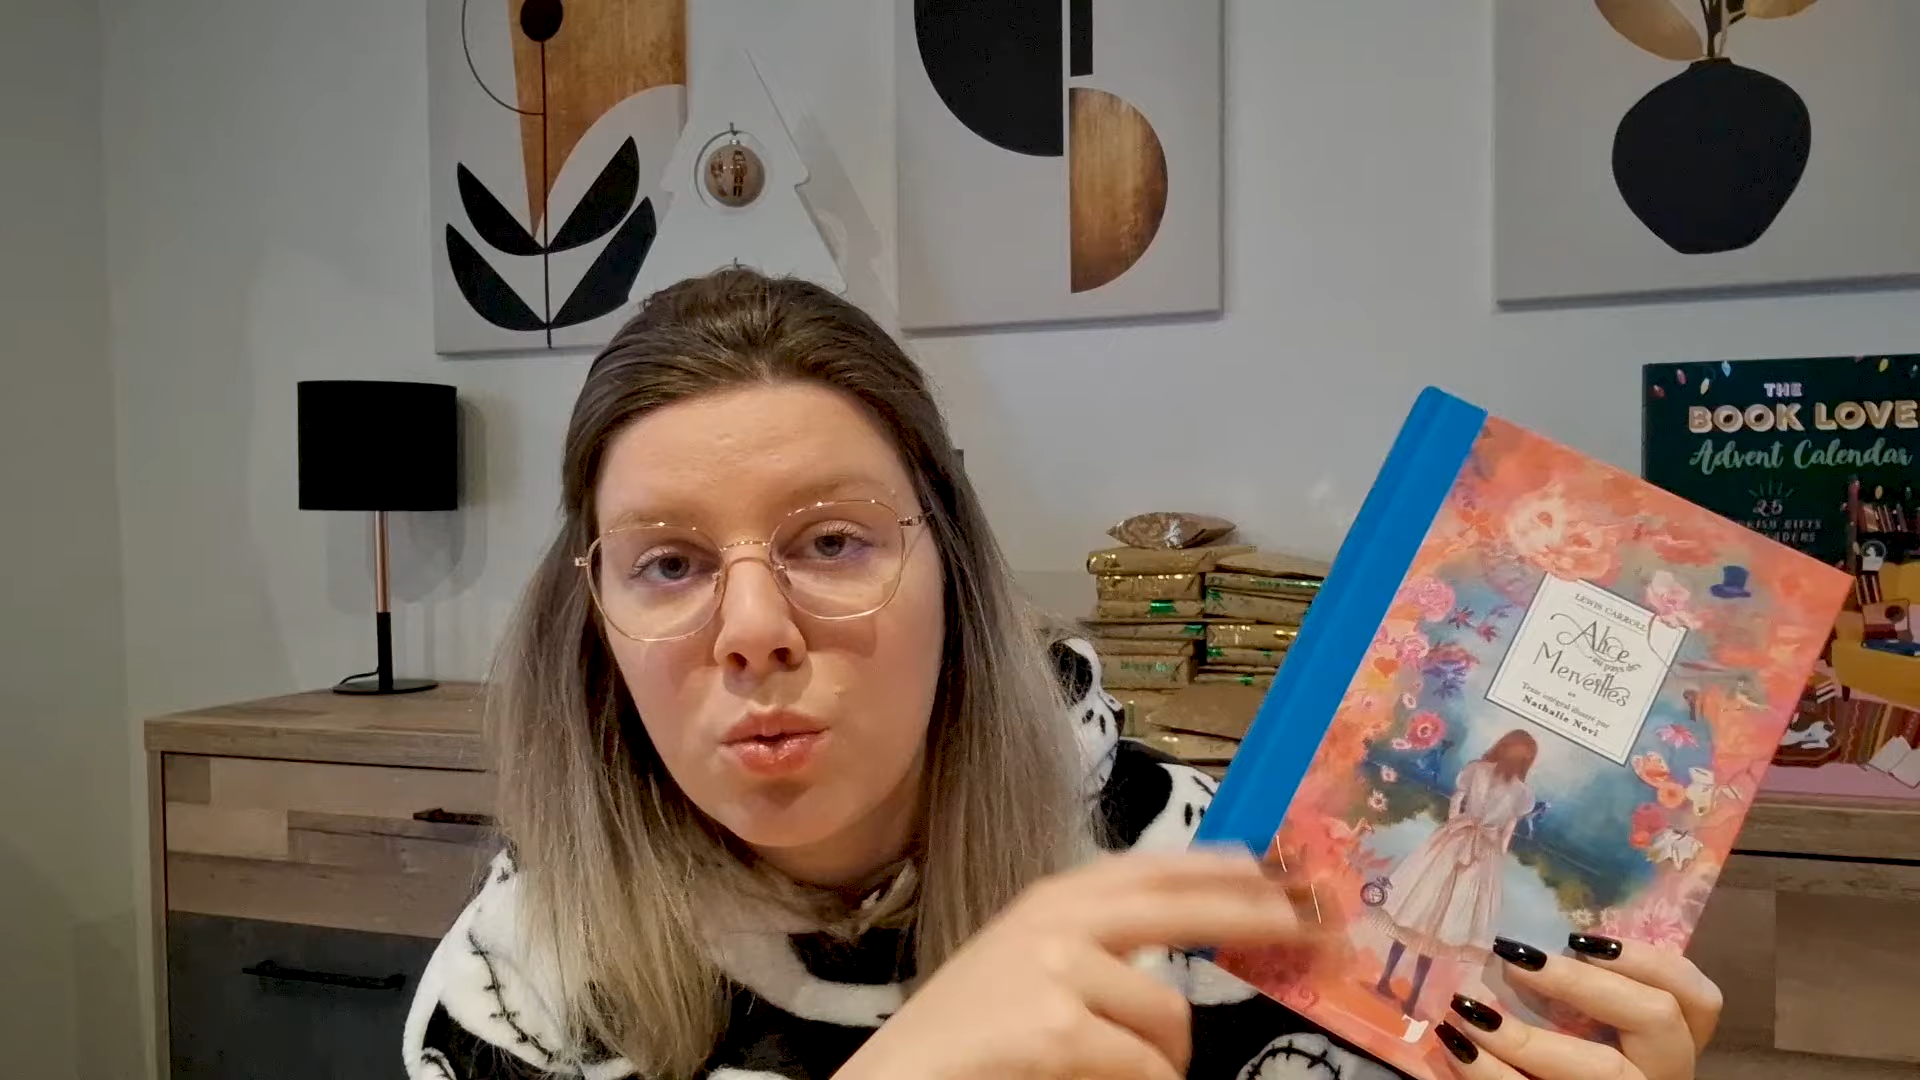 THE
BOOK LOVE
Advent Calendar
25
LEWIS CARROLL
Alice
au pays des
Merveilles
Texte intégral illustré par
Nathalie Novi